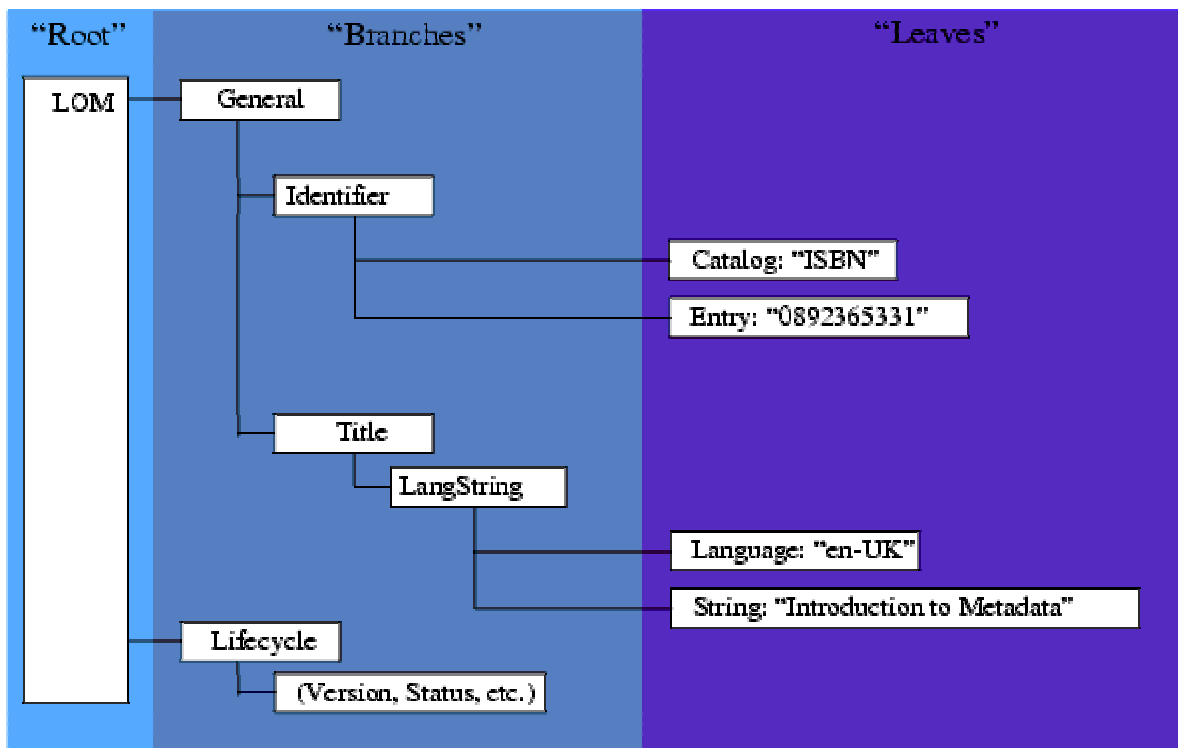 “Root”
“Branches”
“Leaves”
LOM
General
Identifier
Catalog: “ISBN”
Entry: “0892365331”
Title
LangString
Language: “en-UK”
String: “Introduction to Metadata”
Lifecycle
(Version, Status, etc.)